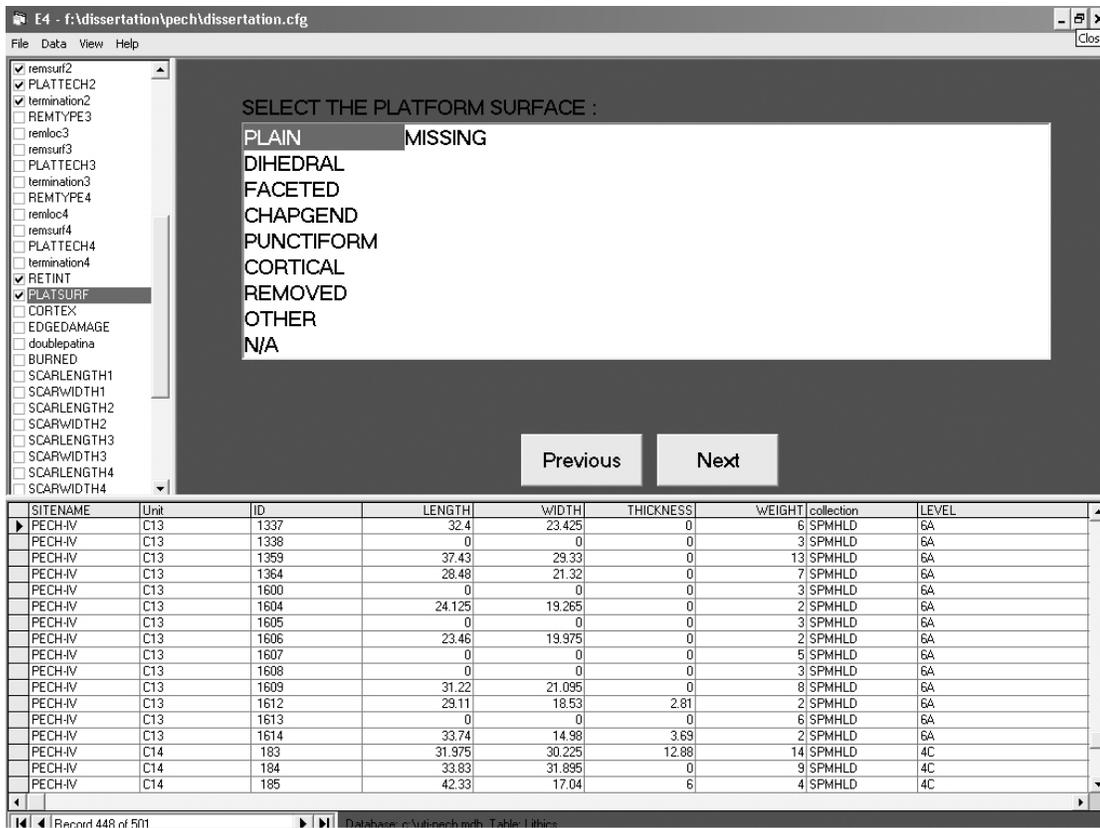 E4 - f:\dissertation\pech\dissertation.cfg
Clos
File Data View Help
remsurf2
PLATTECH2
termination2
REMTYPE3
remloc3
remsurf3
PLATTECH3
termination3
REMTYPE4
remloc4
remsurf4
PLATTECH4
termination4
RETINT
PLATSURF
CORTEX
EDGEDAMAGE
doublepatina
BURNED
SCARLENGTH1
SCARWIDTH1
SCARLENGTH2
SCARWIDTH2
SCARLENGTH3
SCARWIDTH3
SCARLENGTH4
SCARWIDTH4
SELECT THE PLATFORM SURFACE :
PLAIN MISSING
DIHEDRAL
FACETED
CHAPGEND
PUNCTIFORM
CORTICAL
REMOVED
OTHER
N/A
Previous Next
SITENAME Unit ID LENGTH WIDTH THICKNESS WEIGHT collection LEVEL
PECH-IV C13 1337 32.4 23.425 0 6 SPMHLD 6A
PECH-IV C13 1338 0 0 0 3 SPMHLD 6A
PECH-IV C13 1359 37.43 29.33 0 13 SPMHLD 6A
PECH-IV C13 1364 28.48 21.32 0 7 SPMHLD 6A
PECH-IV C13 1600 0 0 0 3 SPMHLD 6A
PECH-IV C13 1604 24.125 19.265 0 2 SPMHLD 6A
PECH-IV C13 1605 0 0 0 3 SPMHLD 6A
PECH-IV C13 1606 23.46 19.975 0 2 SPMHLD 6A
PECH-IV C13 1607 0 0 0 5 SPMHLD 6A
PECH-IV C13 1608 0 0 0 3 SPMHLD 6A
PECH-IV C13 1609 31.22 21.095 0 8 SPMHLD 6A
PECH-IV C13 1612 29.11 18.53 2.81 2 SPMHLD 6A
PECH-IV C13 1613 0 0 0 6 SPMHLD 6A
PECH-IV C13 1614 33.74 14.98 3.69 2 SPMHLD 6A
PECH-IV C14 183 31.975 30.225 12.88 14 SPMHLD 4C
PECH-IV C14 184 33.83 31.895 0 9 SPMHLD 4C
PECH-IV C14 185 42.33 17.04 6 4 SPMHLD 4C
Record 448 of 501 Database: c:\uti-pech.mdb Table: Lithics